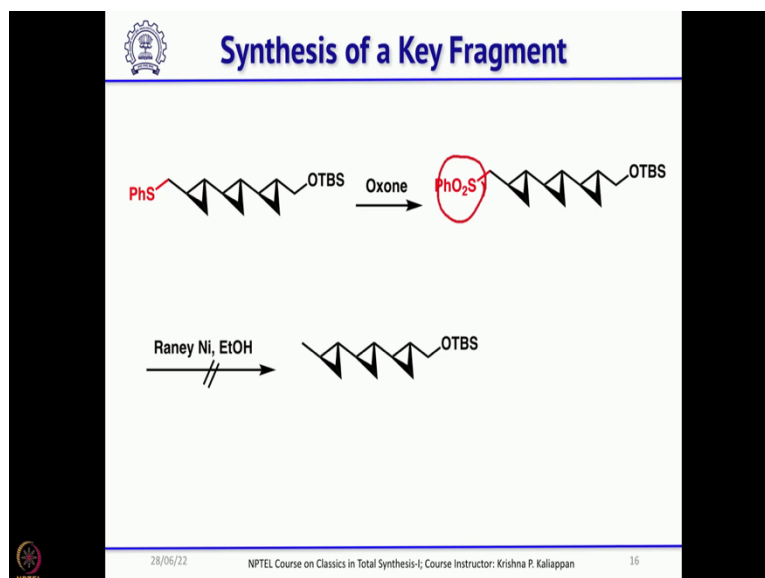 Synthesis of a Key Fragment
PhS
OTBS
Oxone
PhO₂S
OTBS
Raney Ni, EtOH
OTBS
28/06/22
NPTEL Course on Classics in Total Synthesis-I; Course Instructor: Krishna P. Kaliappan
16
NPTEL